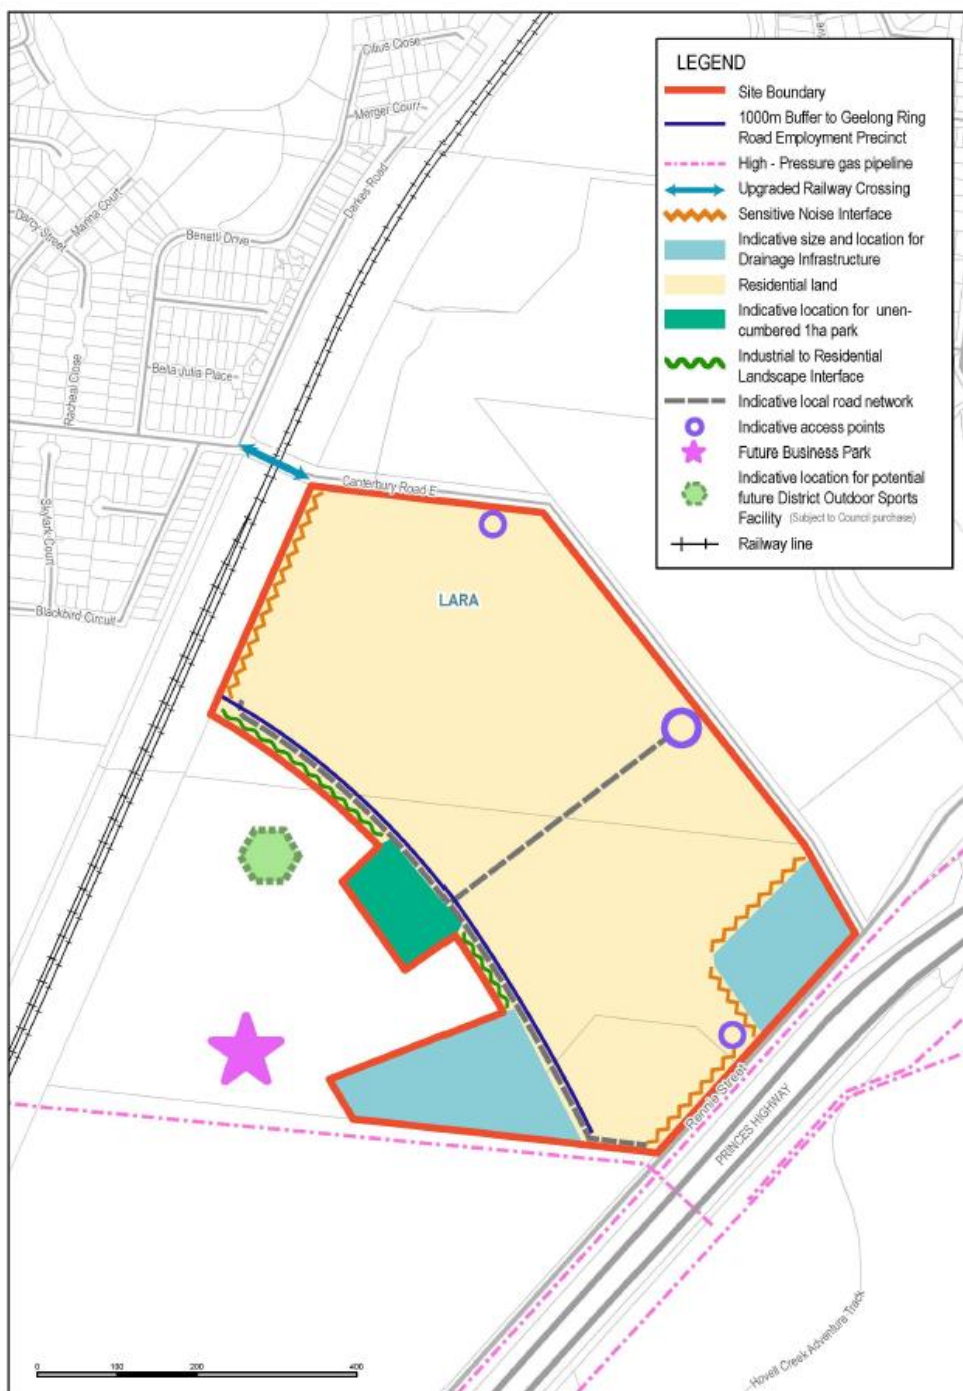 LEGEND
Site Boundary
1000m Buffer to Geelong Ring
Road Employment Precinct
High - Pressure gas pipeline
Upgraded Railway Crossing
Sensitive Noise Interface
Indicative size and location for
Drainage Infrastructure
Residential land
Indicative location for unen-
cumbered 1ha park
Industrial to Residential
Landscape Interface
Indicative local road network
Indicative access points
Future Business Park
Indicative location for potential
future District Outdoor Sports
Facility (Subject to Council purchase)
Railway line
Citius Close
Merger Court
Darkes Road
Marina Court
Darcy Street
Benetti Drive
Bella Julia Place
Racheal Close
Canterbury Road E
Skylark Court
Blackbird Circuit
LARA
Rennie Street
PRINCES HIGHWAY
Hovell Creek Adventure Track
0 100 200 400